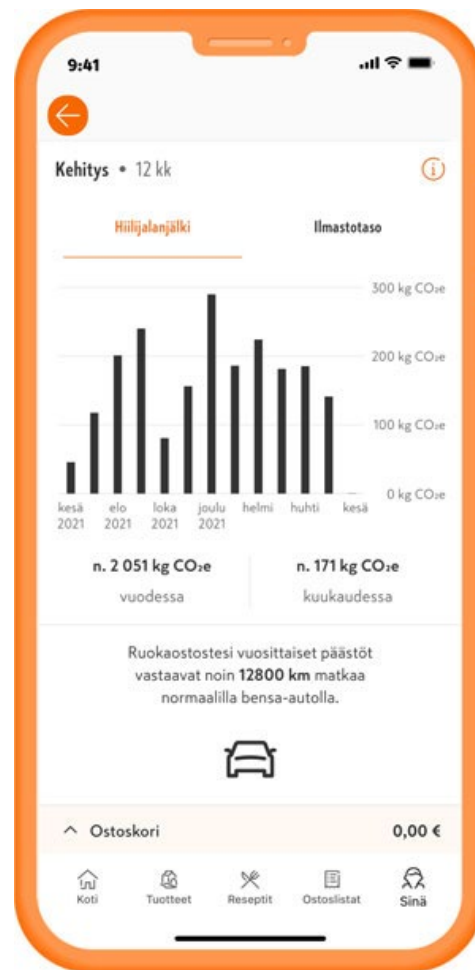 9:41
Kehitys • 12 kk
Hiilijalanjälki Ilmastotaso
300 kg CO₂e
200 kg CO₂e
100 kg CO₂e
0 kg CO₂e
kesä elo loka joulu helmi huhti kesä
2021 2021 2021 2021
n. 2 051 kg CO₂e n. 171 kg CO₂e
vuodessa kuukaudessa
Ruokaostostesi vuosittaiset päästöt
vastaavat noin 12800 km matkaa
normaalilla bensa-autolla.
Ostoskori 0,00 €
Koti Tuotteet Reseptit Ostoslistat Sinä